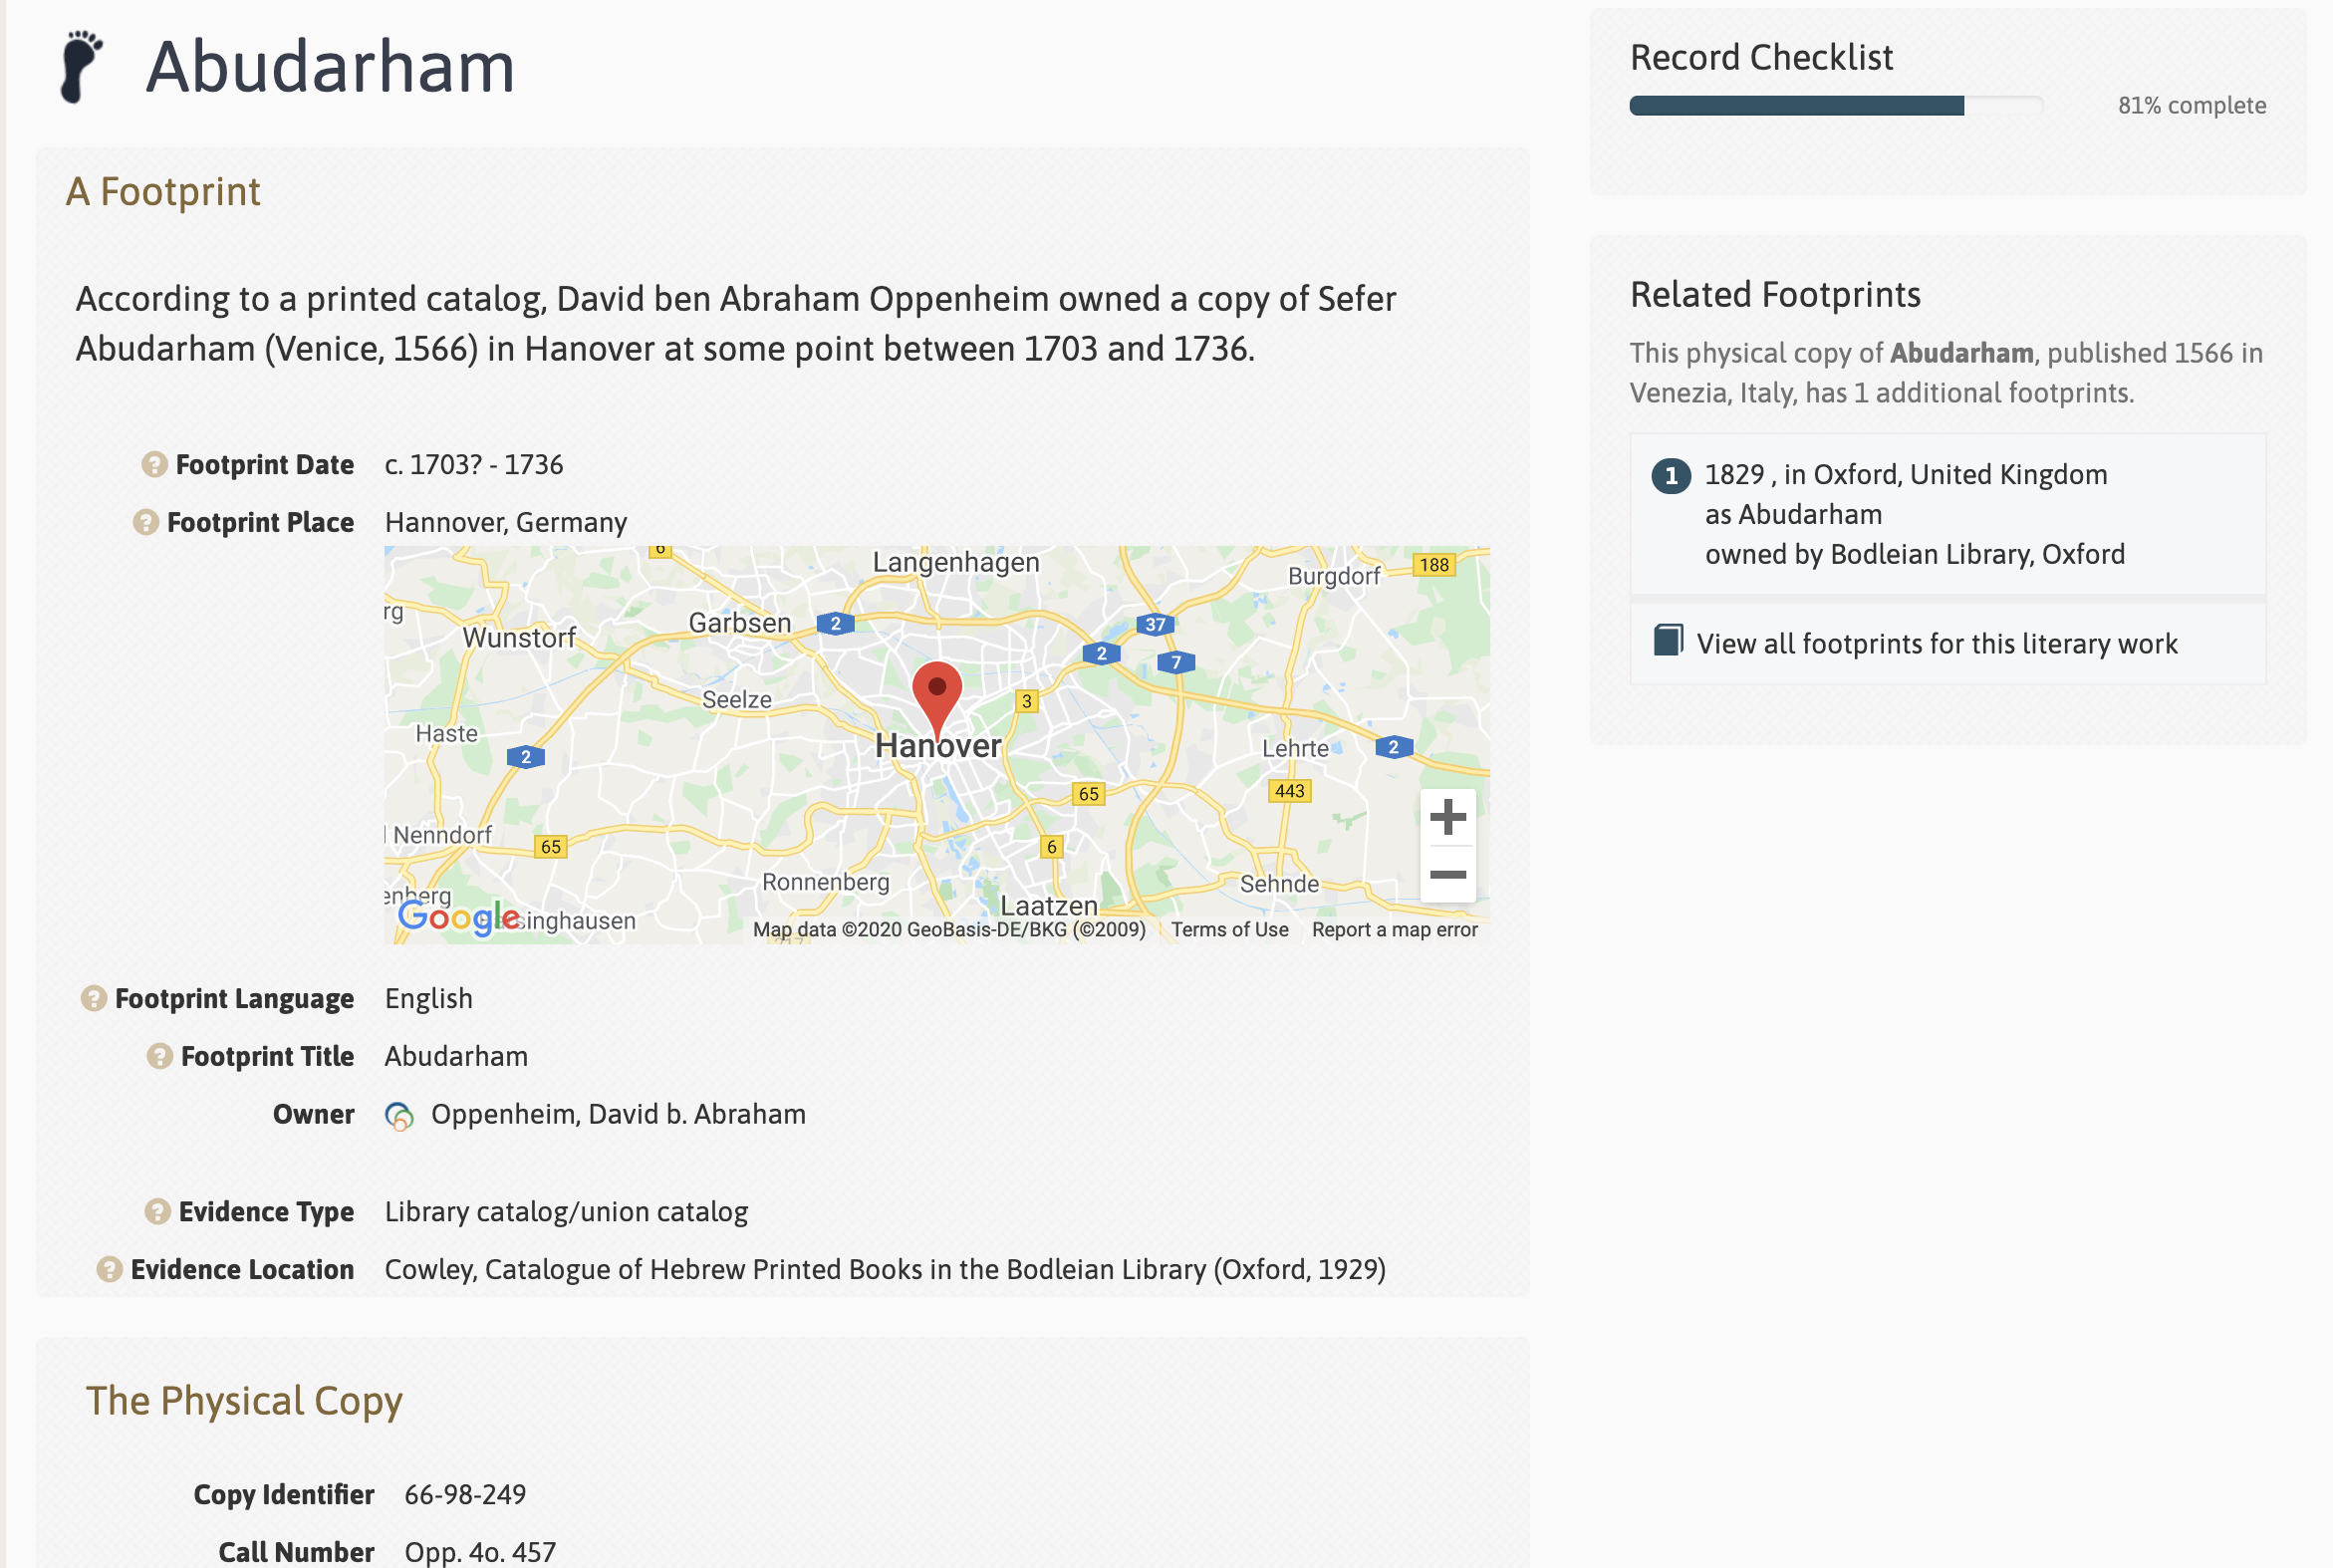 Abudarham
A Footprint
According to a printed catalog, David ben Abraham Oppenheim owned a copy of Sefer
Abudarham (Venice, 1566) in Hanover at some point between 1703 and 1736.
? Footprint Date c. 1703? - 1736
? Footprint Place Hannover, Germany
6
Langenhagen
Burgdorf
188
rg
Wunstorf
Garbsen
2
37
2
7
Seelze
3
Haste
2
Hanover
Lehrte
2
65
443
Nenndorf
65
6
enberg
Ronnenberg
Sehnde
Laatzen
Google
singhausen
217
Map data ©2020 GeoBasis-DE/BKG (©2009) Terms of Use Report a map error
+
−
? Footprint Language English
? Footprint Title Abudarham
Owner Oppenheim, David b. Abraham
? Evidence Type Library catalog/union catalog
? Evidence Location Cowley, Catalogue of Hebrew Printed Books in the Bodleian Library (Oxford, 1929)
The Physical Copy
Copy Identifier 66-98-249
Call Number Opp. 4o. 457
Record Checklist
81% complete
Related Footprints
This physical copy of Abudarham, published 1566 in
Venezia, Italy, has 1 additional footprints.
1 1829 , in Oxford, United Kingdom
as Abudarham
owned by Bodleian Library, Oxford
View all footprints for this literary work